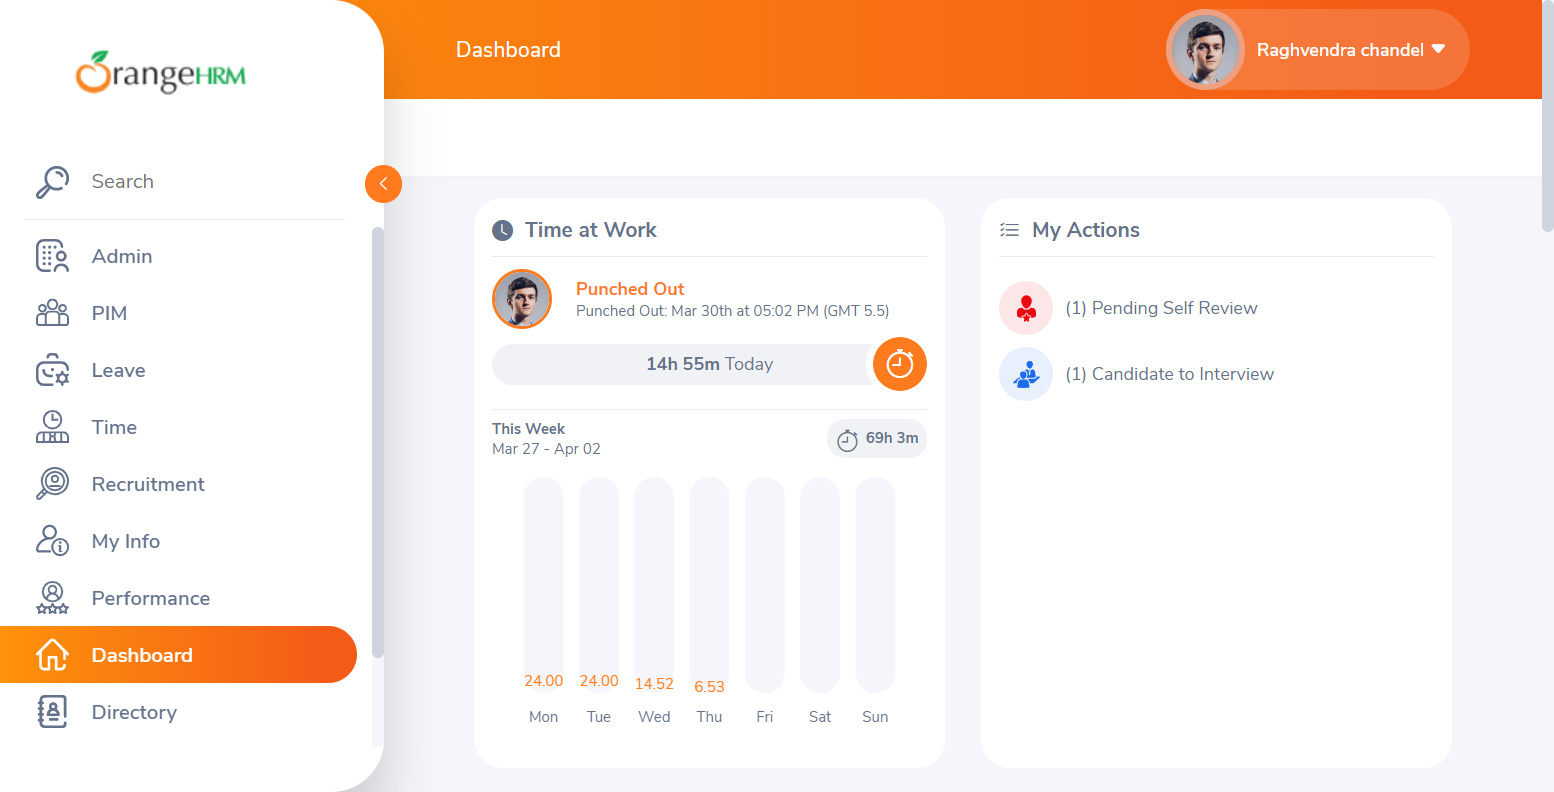 OrangeHRM
Dashboard
Raghvendra chandel
Search
Admin
PIM
Leave
Time
Recruitment
My Info
Performance
Dashboard
Directory
Time at Work
Punched Out
Punched Out: Mar 30th at 05:02 PM (GMT 5.5)
14h 55m Today
This Week
Mar 27 - Apr 02
69h 3m
24.00 24.00 14.52 6.53
Mon Tue Wed Thu Fri Sat Sun
My Actions
(1) Pending Self Review
(1) Candidate to Interview